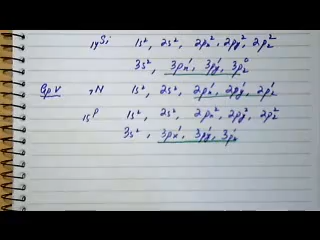 14Si 1s², 2s², 2px², 2py², 2pz²
3s², 3px¹, 3py¹, 3pz⁰
Gp V 7N 1s², 2s², 2px¹, 2py¹, 2pz¹
15P 1s², 2s², 2px², 2py², 2pz²
3s², 3px¹, 3py¹, 3pz¹